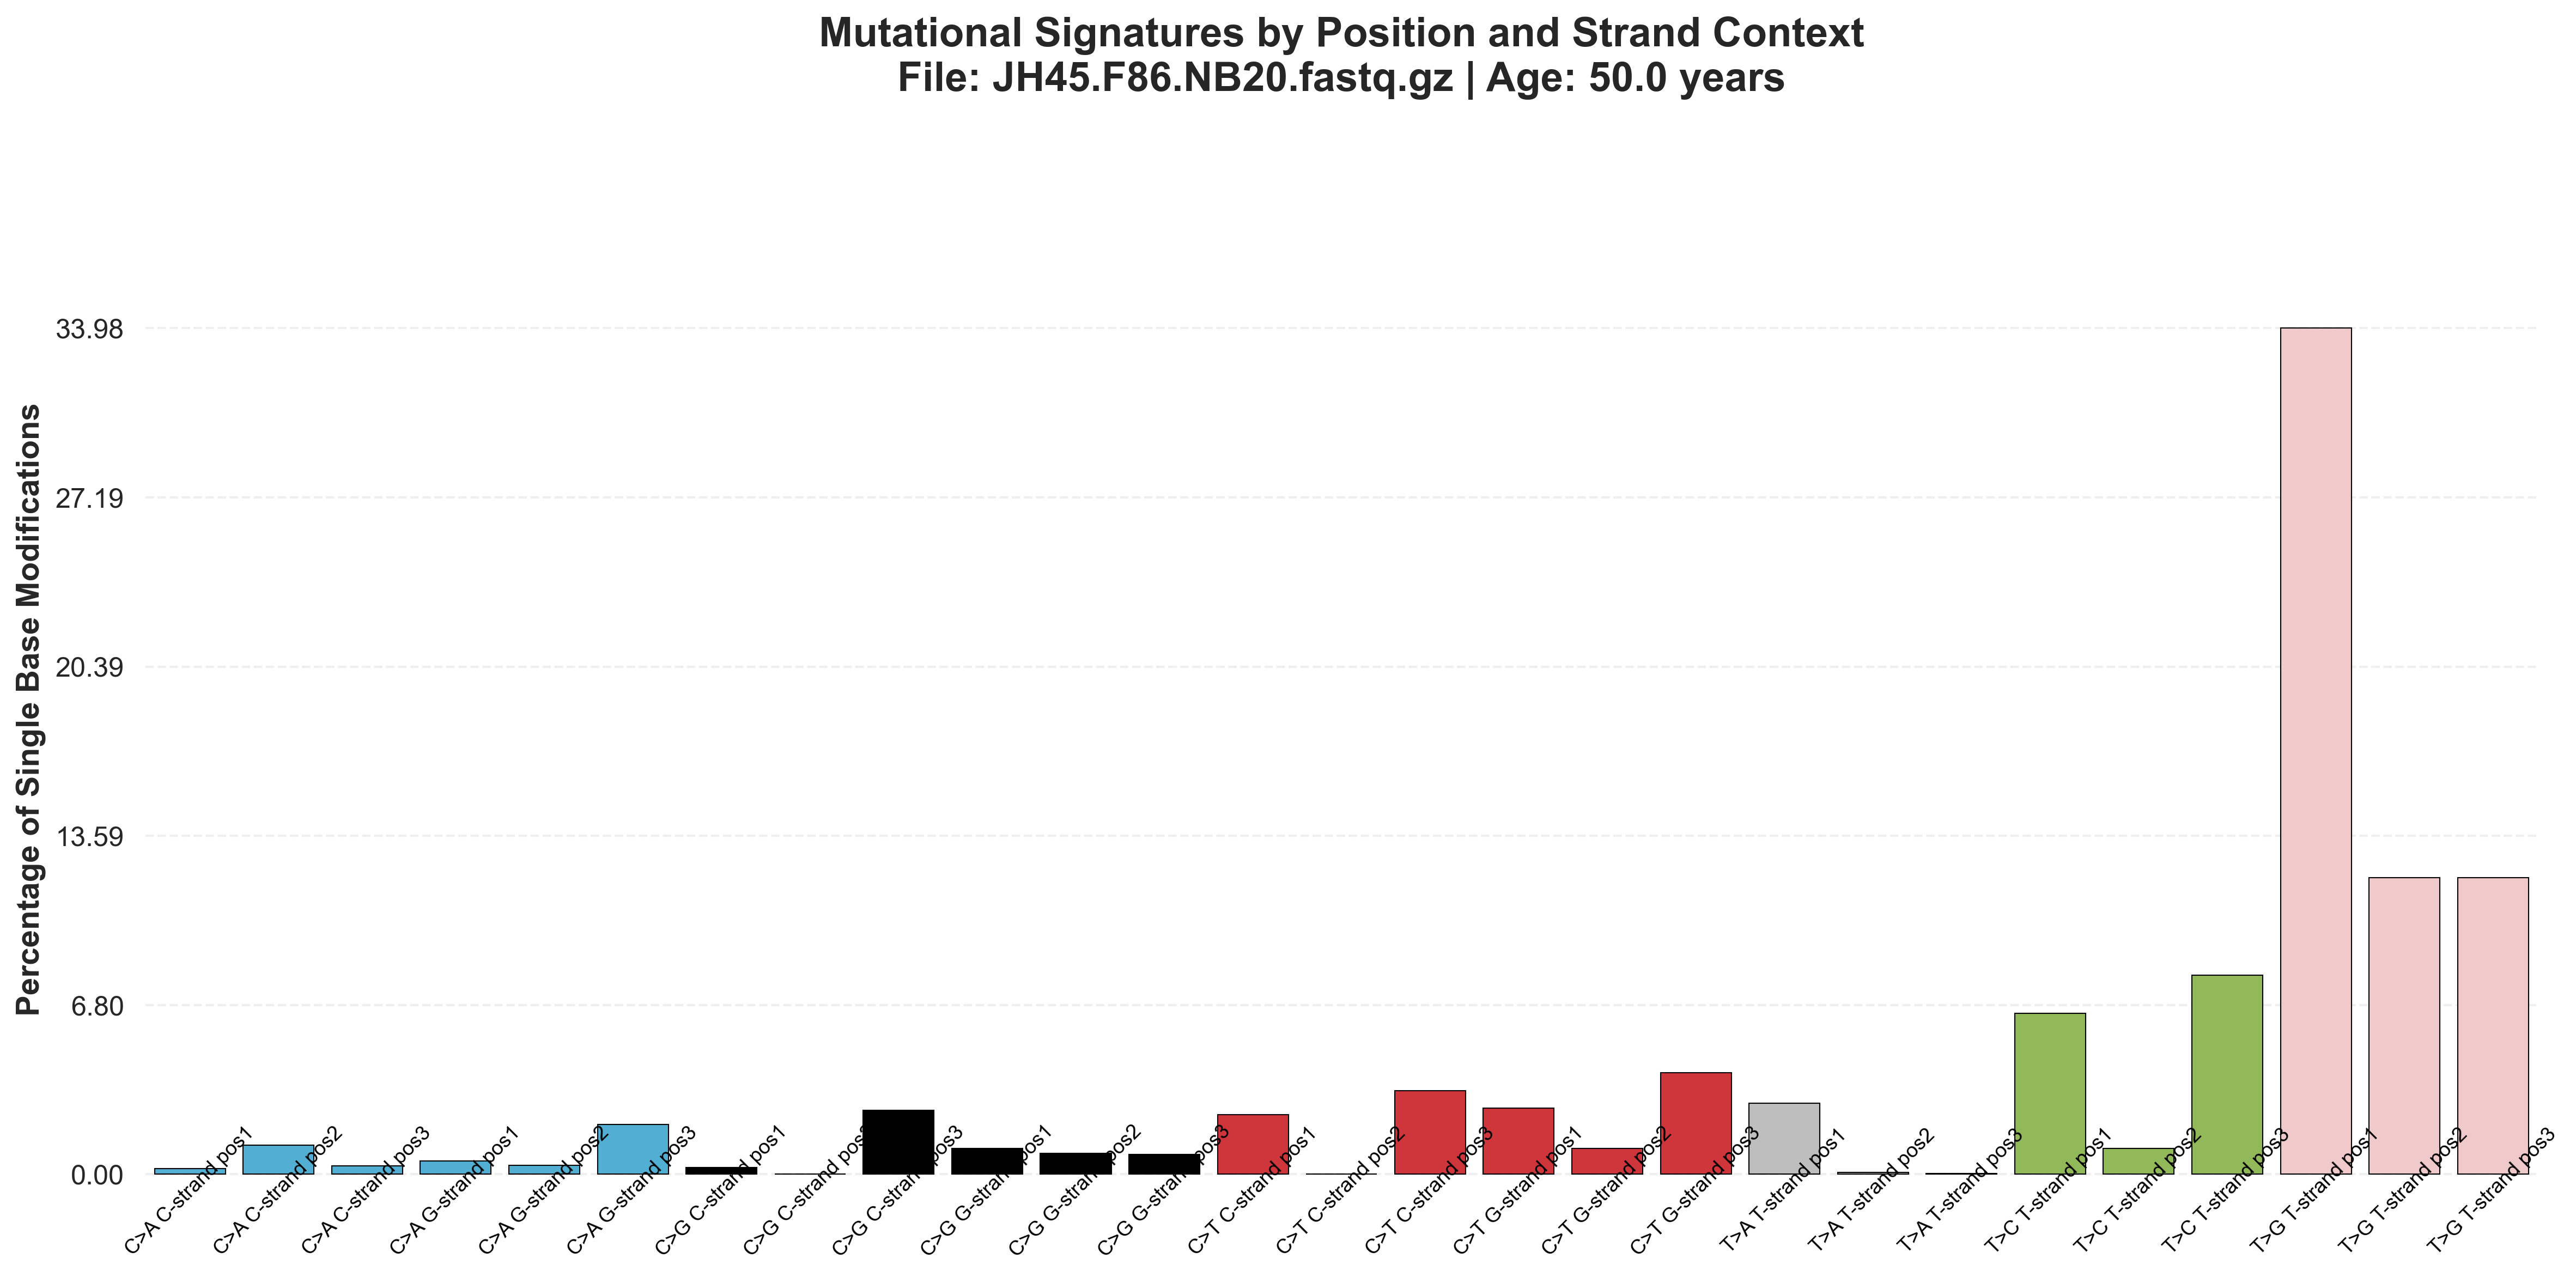 Mutational Signatures by Position and Strand Context
File: JH45.F86.NB20.fastq.gz | Age: 50.0 years
Percentage of Single Base Modifications
33.98
27.19
20.39
13.59
6.80
0.00
C>A C-strand pos1
C>A C-strand pos2
C>A C-strand pos3
C>A G-strand pos1
C>A G-strand pos2
C>A G-strand pos3
C>G C-strand pos1
C>G C-strand pos2
C>G C-strand pos3
C>G G-strand pos1
C>G G-strand pos2
C>G G-strand pos3
C>T C-strand pos1
C>T C-strand pos2
C>T C-strand pos3
C>T G-strand pos1
C>T G-strand pos2
C>T G-strand pos3
T>A T-strand pos1
T>A T-strand pos2
T>A T-strand pos3
T>C T-strand pos1
T>C T-strand pos2
T>C T-strand pos3
T>G T-strand pos1
T>G T-strand pos2
T>G T-strand pos3